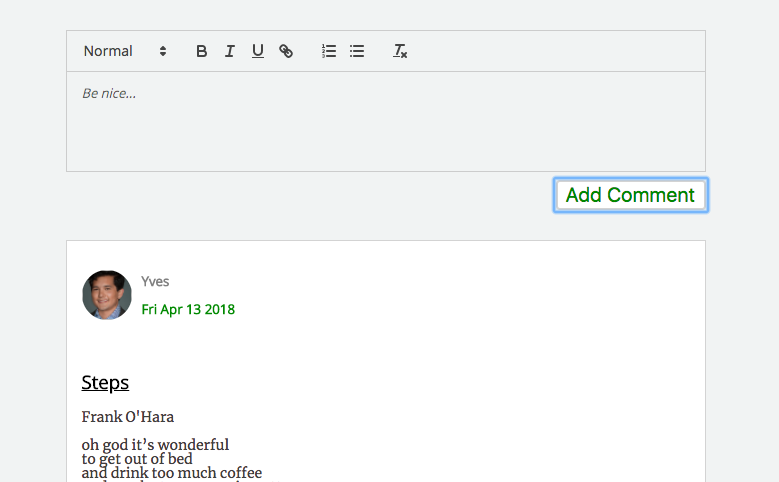 Normal
B I U
Be nice...
Add Comment
Yves
Fri Apr 13 2018
Steps
Frank O'Hara
oh god it’s wonderful
to get out of bed
and drink too much coffee